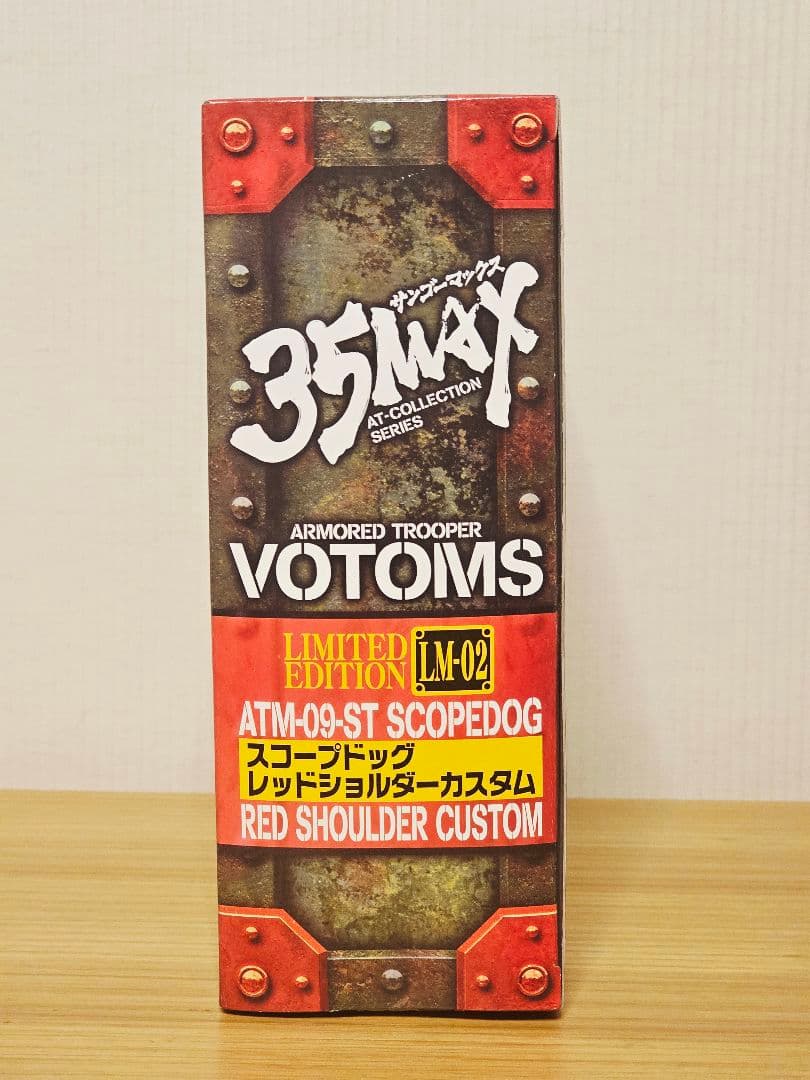 サンゴーマックス
35MAX
AT-COLLECTION
SERIES
ARMORED TROOPER
VOTOMS
LIMITED
EDITION LM-02
ATM-09-ST SCOPEDOG
スコープドッグ
レッドショルダーカスタム
RED SHOULDER CUSTOM